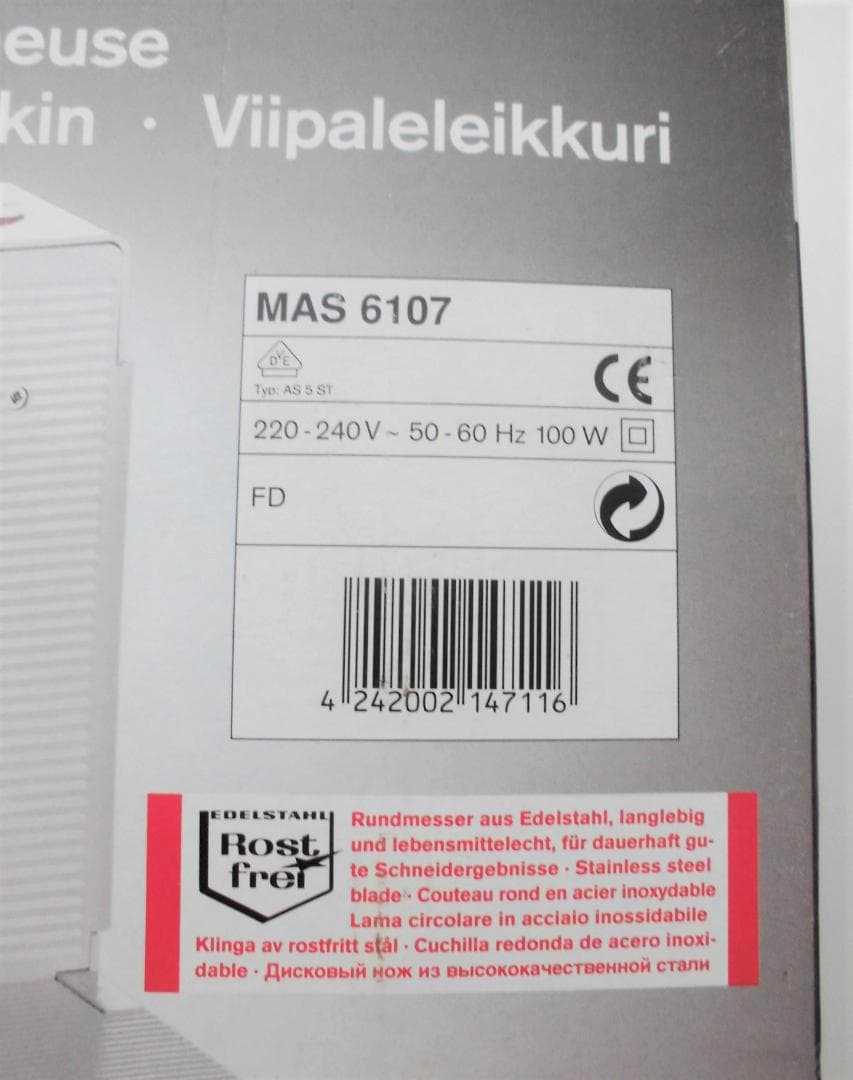 euse
kin · Viipaleleikkuri
MAS 6107
DVE
Typ: AS 5 ST
CE
220-240V ~ 50-60 Hz 100 W
FD
4 242002 147116
EDELSTAHL
Rost
frei
Rundmesser aus Edelstahl, langlebig
und lebensmittelecht, für dauerhaft gu-
te Schneidergebnisse · Stainless steel
blade · Couteau rond en acier inoxydable
Lama circolare in acciaio inossidabile
Klinga av rostfritt stål · Cuchilla redonda de acero inoxi-
dable · Дисковый нож из высококачественной стали